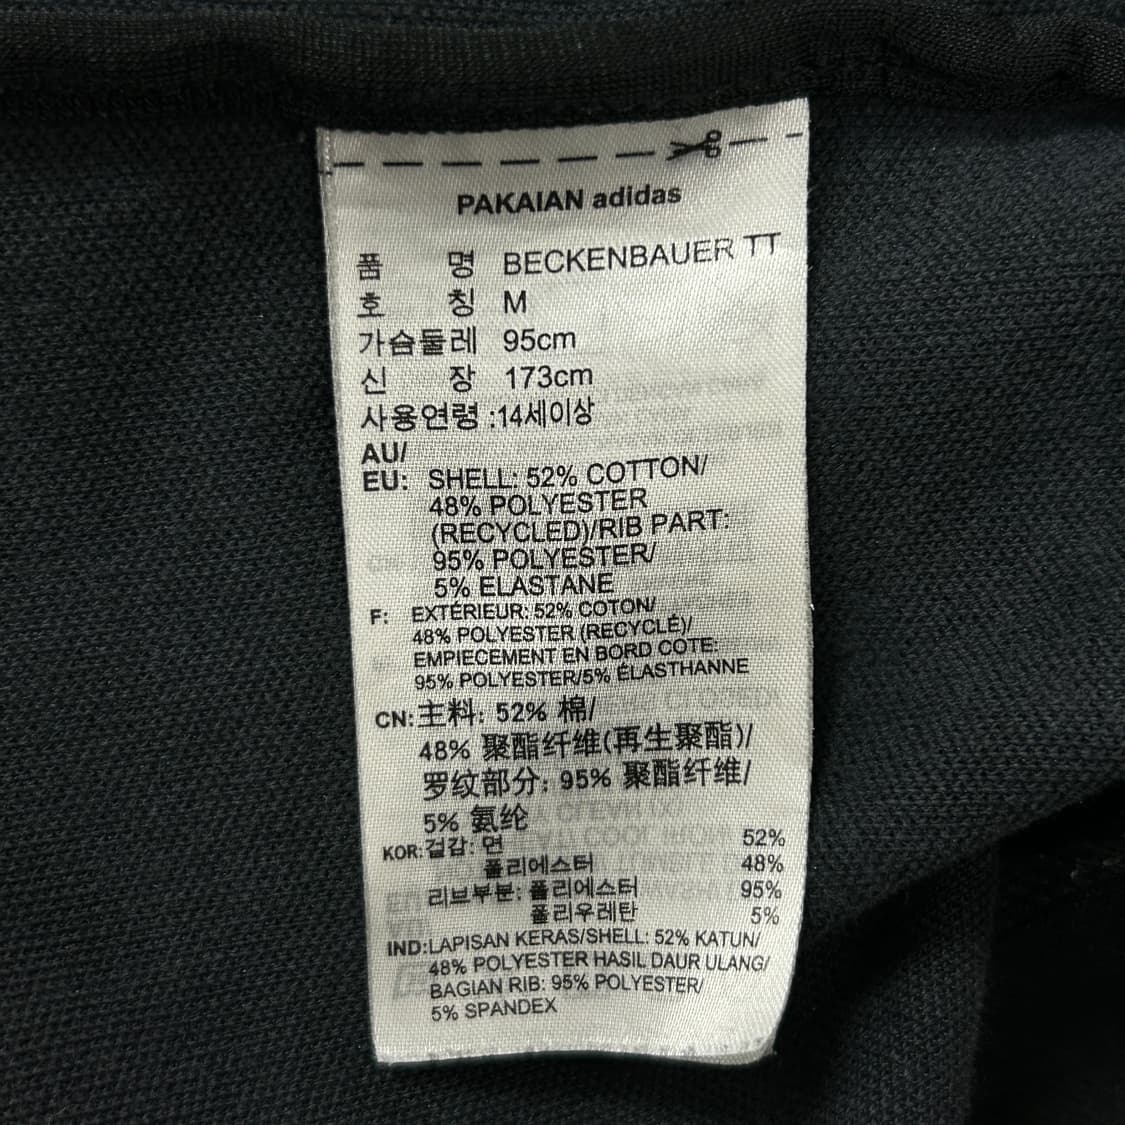 PAKAIAN adidas
품 명 BECKENBAUER TT
호 칭 M
가슴둘레 95cm
신 장 173cm
사용연령 :14세이상
AU/
EU: SHELL: 52% COTTON/
48% POLYESTER
(RECYCLED)/RIB PART:
95% POLYESTER/
5% ELASTANE
F: EXTÉRIEUR: 52% COTON/
48% POLYESTER (RECYCLÉ)/
EMPIECEMENT EN BORD COTE:
95% POLYESTER/5% ÉLASTHANNE
CN: 主料: 52% 棉/
48% 聚酯纤维(再生聚酯)/
罗纹部分: 95% 聚酯纤维/
5% 氨纶
KOR: 겉감: 면 52%
폴리에스터 48%
리브부분: 폴리에스터 95%
폴리우레탄 5%
IND: LAPISAN KERAS/SHELL: 52% KATUN/
48% POLYESTER HASIL DAUR ULANG/
BAGIAN RIB: 95% POLYESTER/
5% SPANDEX